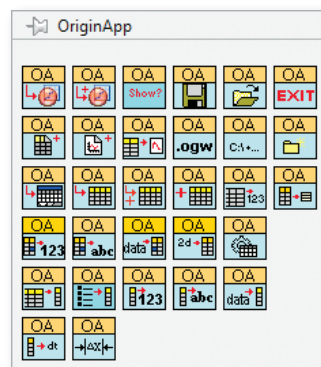 OriginApp
OA OA OA OA OA OA
Show? EXIT
OA OA OA OA OA OA
.ogw C:\+...
OA OA OA OA OA OA
123
OA OA OA OA OA
123 abc data 2d
OA OA OA OA OA
123 abc data
OA OA
dt ΔX